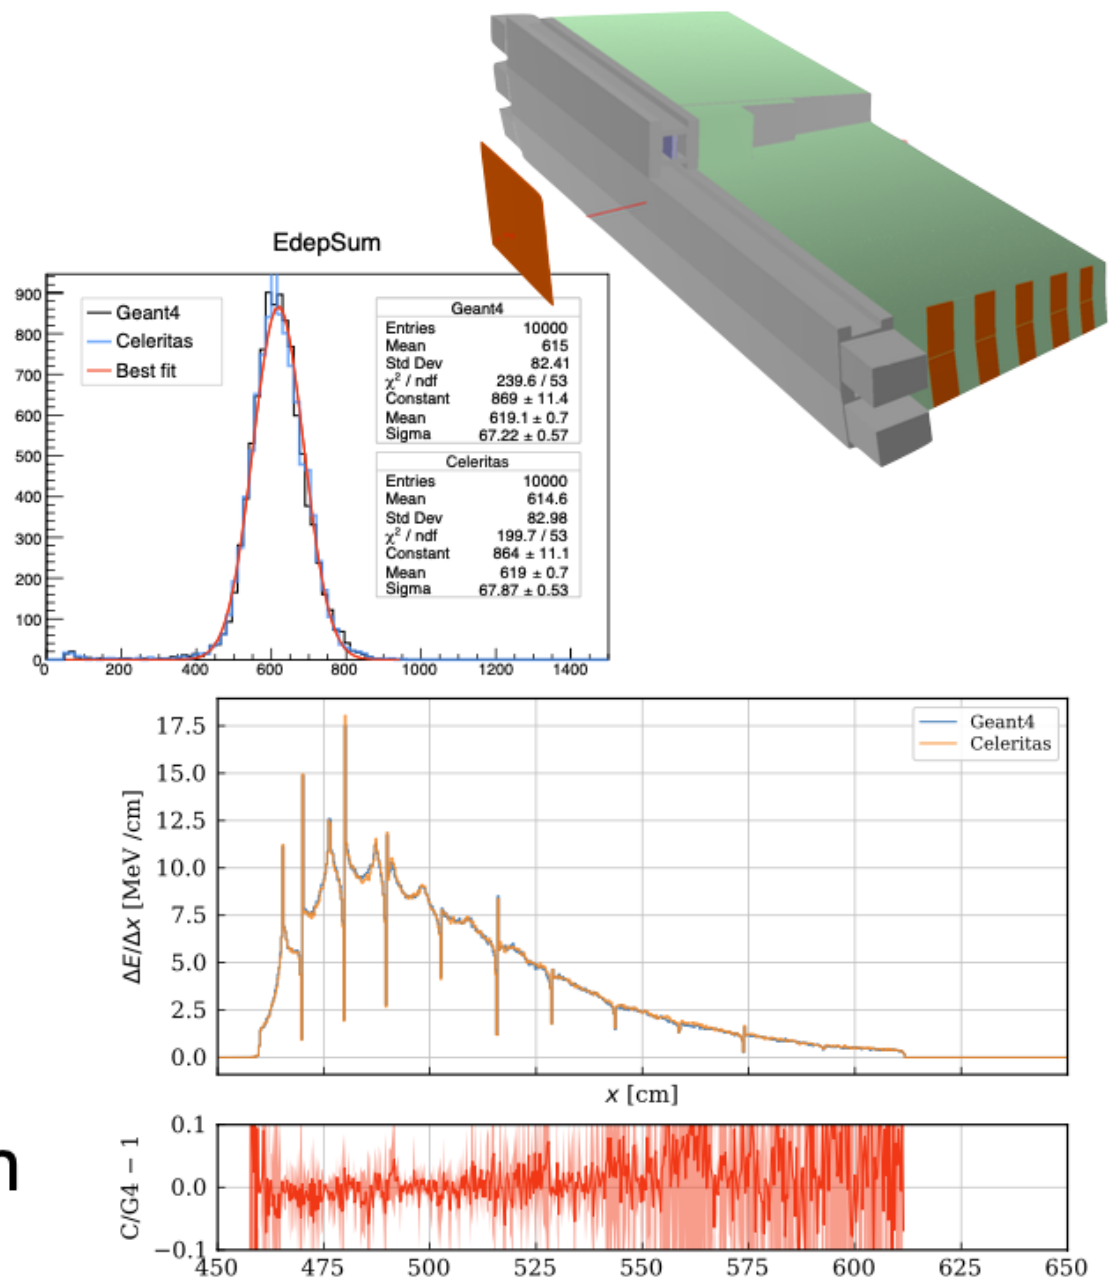 EdepSum
Geant4
Celeritas
Best fit
Geant4
Entries 10000
Mean 615
Std Dev 82.41
χ² / ndf 239.6 / 53
Constant 869 ± 11.4
Mean 619.1 ± 0.7
Sigma 67.22 ± 0.57
Celeritas
Entries 10000
Mean 614.6
Std Dev 82.98
χ² / ndf 199.7 / 53
Constant 864 ± 11.1
Mean 619 ± 0.7
Sigma 67.87 ± 0.53
900
800
700
600
500
400
300
200
100
0
0 200 400 600 800 1000 1200 1400
Geant4
Celeritas
ΔE/Δx [MeV /cm]
17.5
15.0
12.5
10.0
7.5
5.0
2.5
0.0
x [cm]
n
C/G4 − 1
0.1
0.0
−0.1
450 475 500 525 550 575 600 625 650